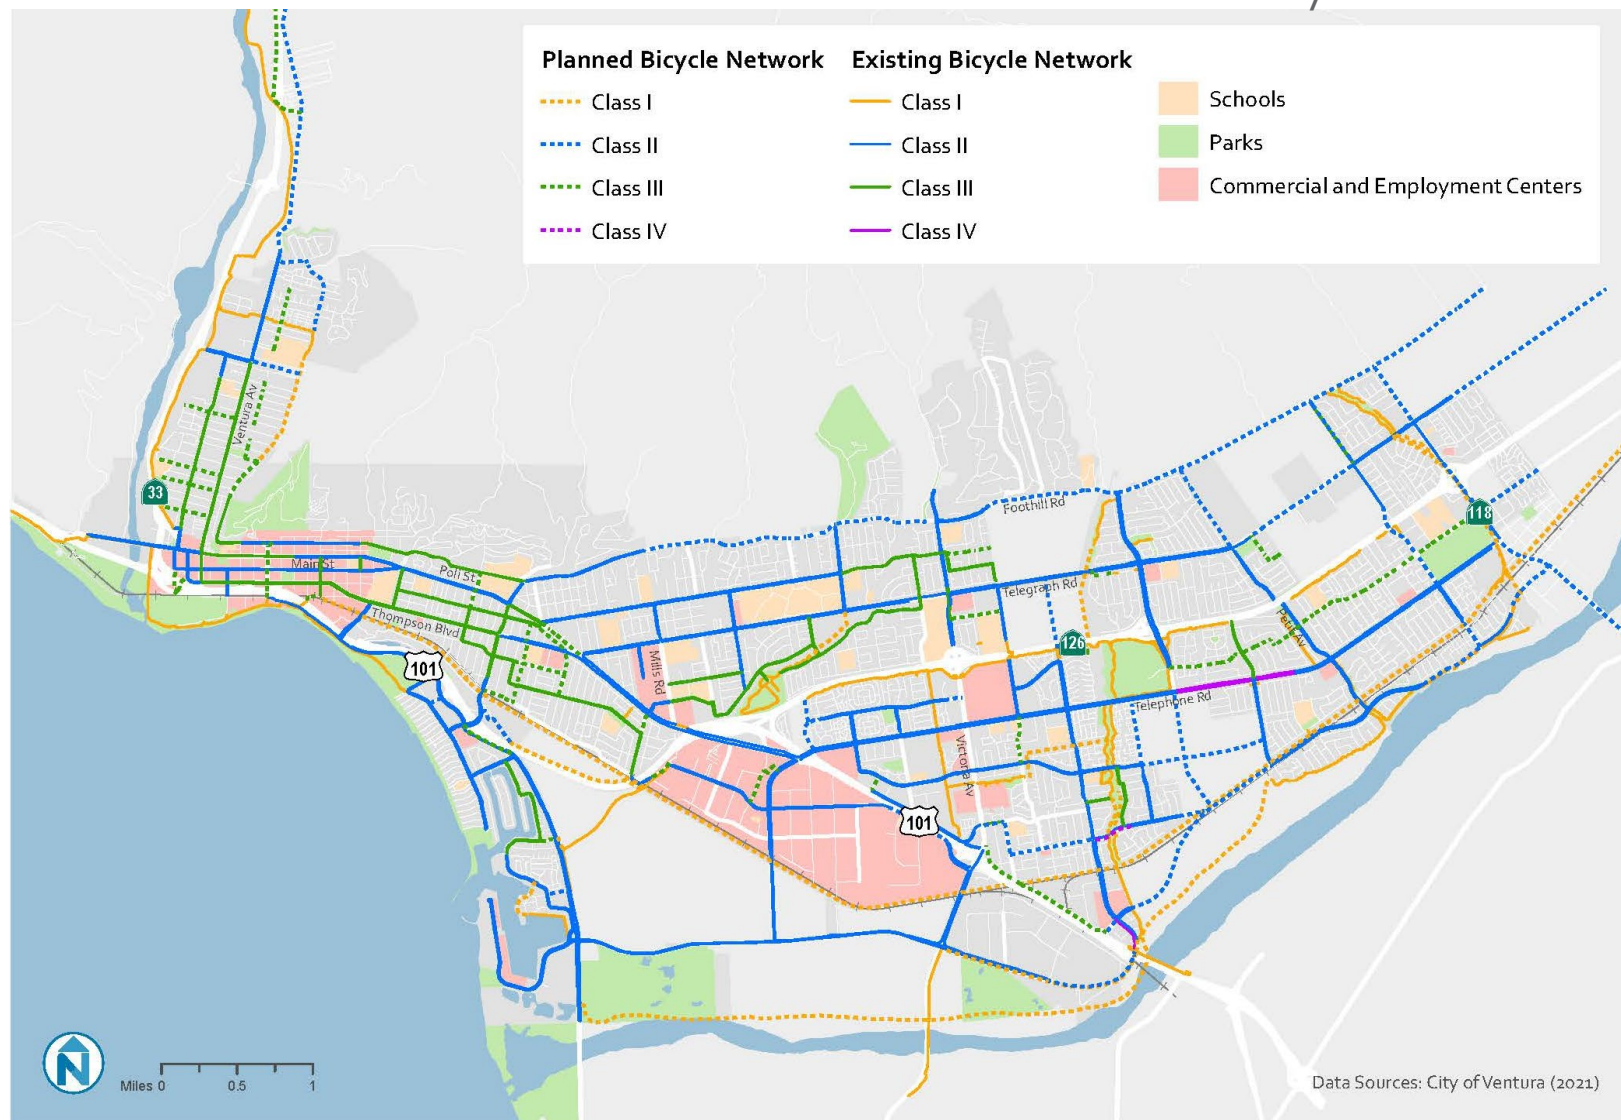 Planned Bicycle Network
Class I
Class II
Class III
Class IV
Existing Bicycle Network
Class I
Class II
Class III
Class IV
Schools
Parks
Commercial and Employment Centers
Ventura Av
33
Foothill Rd
118
Main St
Poli St
Telegraph Rd
Thompson Blvd
Petit Av
126
101
Mills Rd
Telephone Rd
Victoria Av
101
N
Miles 0 0.5 1
Data Sources: City of Ventura (2021)